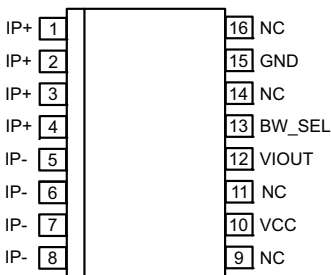 IP+ 1 16 NC
IP+ 2 15 GND
IP+ 3 14 NC
IP+ 4 13 BW_SEL
IP- 5 12 VIOUT
IP- 6 11 NC
IP- 7 10 VCC
IP- 8 9 NC